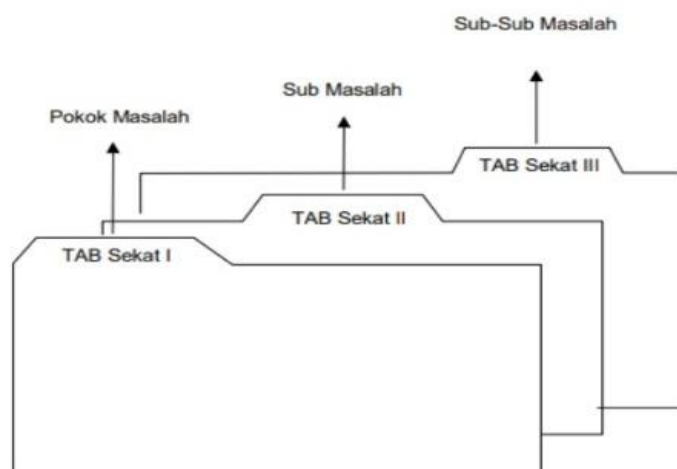 Sub-Sub Masalah
Sub Masalah
Pokok Masalah
TAB Sekat III
TAB Sekat II
TAB Sekat I